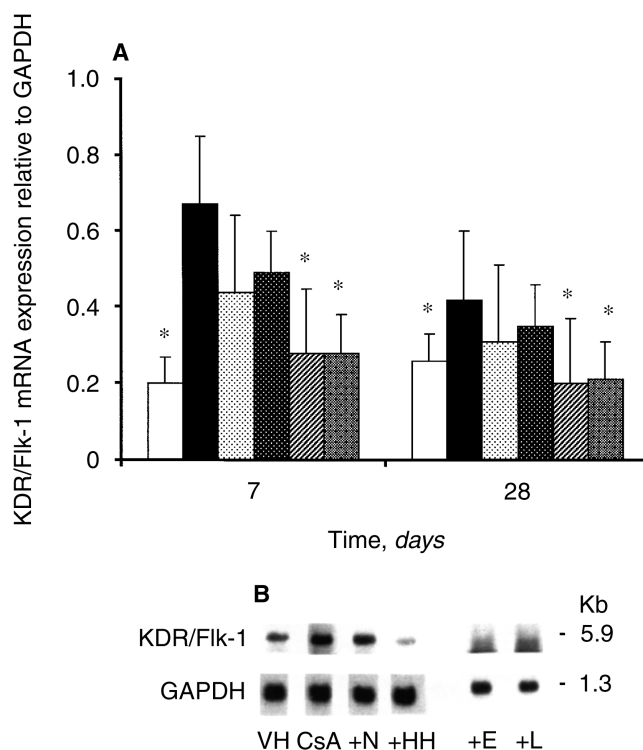 A
KDR/Flk-1 mRNA expression relative to GAPDH
1.0
0.8
0.6
0.4
0.2
0
*
*
*
*
*
*
7
28
Time, days
B
Kb
KDR/Flk-1
- 5.9
GAPDH
- 1.3
VH CsA +N +HH +E +L